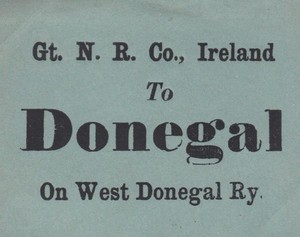 Gt. N. R. Co., Ireland
To
Donegal
On West Donegal Ry.